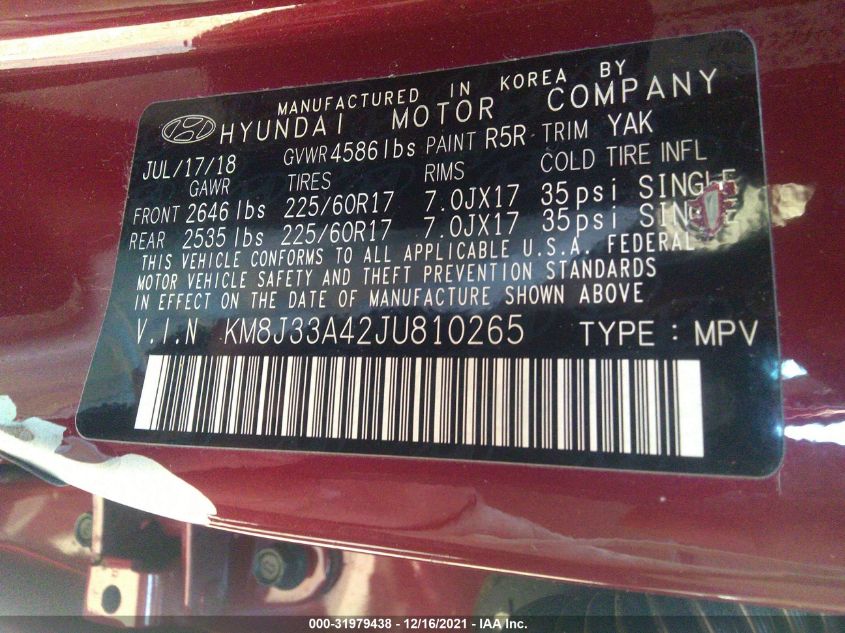 MANUFACTURED IN KOREA BY
HYUNDAI MOTOR COMPANY
JUL/17/18 GVWR 4586 lbs PAINT R5R TRIM YAK
GAWR TIRES RIMS COLD TIRE INFL
FRONT 2646 lbs 225/60R17 7.0JX17 35psi SINGLE
REAR 2535 lbs 225/60R17 7.0JX17 35psi
THIS VEHICLE CONFORMS TO ALL APPLICABLE U.S.A. FEDERAL
MOTOR VEHICLE SAFETY AND THEFT PREVENTION STANDARDS
IN EFFECT ON THE DATE OF MANUFACTURE SHOWN ABOVE
V.I.N KM8J33A42JU810265 TYPE : MPV
000-31979438 - 12/16/2021 - IAA Inc.